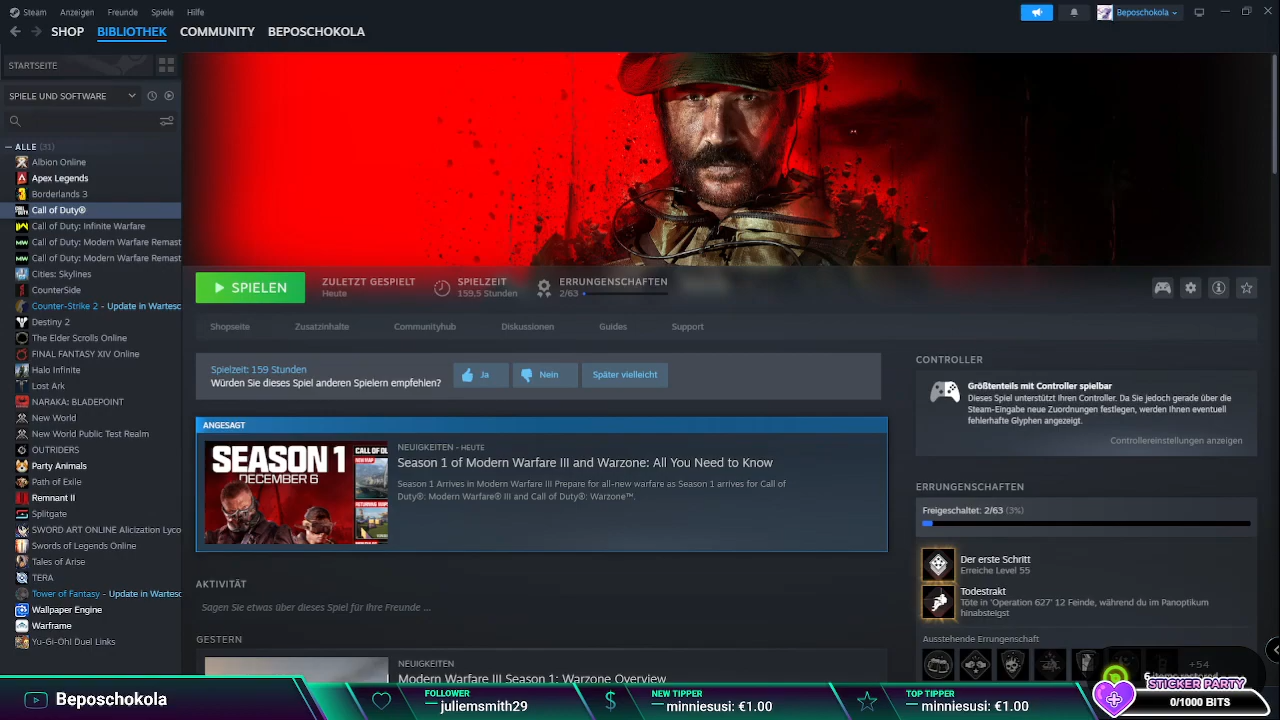 Steam Anzeigen Freunde Spiele Hilfe
Beposchokola
SHOP BIBLIOTHEK COMMUNITY BEPOSCHOKOLA
STARTSEITE
SPIELE UND SOFTWARE
ALLE (31)
Albion Online
Apex Legends
Borderlands 3
Call of Duty®
Call of Duty: Infinite Warfare
Call of Duty: Modern Warfare Remast
Call of Duty: Modern Warfare Remast
Cities: Skylines
CounterSide
Counter-Strike 2 - Update in Wartesc
Destiny 2
The Elder Scrolls Online
FINAL FANTASY XIV Online
Halo Infinite
Lost Ark
NARAKA: BLADEPOINT
New World
New World Public Test Realm
OUTRIDERS
Party Animals
Path of Exile
Remnant II
Splitgate
SWORD ART ONLINE Alicization Lyco
Swords of Legends Online
Tales of Arise
TERA
Tower of Fantasy - Update in Wartesc
Wallpaper Engine
Warframe
Yu-Gi-Oh! Duel Links
SPIELEN
ZULETZT GESPIELT
Heute
SPIELZEIT
159,5 Stunden
ERRUNGENSCHAFTEN
2/63
Shopseite Zusatzinhalte Communityhub Diskussionen Guides Support
Spielzeit: 159 Stunden
Würden Sie dieses Spiel anderen Spielern empfehlen?
Ja Nein Später vielleicht
ANGESAGT
SEASON 1
DECEMBER 6
CALL OF DU
NEUIGKEITEN - HEUTE
Season 1 of Modern Warfare III and Warzone: All You Need to Know
Season 1 Arrives in Modern Warfare III Prepare for all-new warfare as Season 1 arrives for Call of
Duty®: Modern Warfare® III and Call of Duty®: Warzone™.
AKTIVITÄT
Sagen Sie etwas über dieses Spiel für Ihre Freunde ...
GESTERN
NEUIGKEITEN
Modern Warfare III Season 1: Warzone Overview
CONTROLLER
Größtenteils mit Controller spielbar
Dieses Spiel unterstützt Ihren Controller. Da Sie jedoch gerade über die
Steam-Eingabe neue Zuordnungen festlegen, werden Ihnen eventuell
fehlerhafte Glyphen angezeigt.
Controllereinstellungen anzeigen
ERRUNGENSCHAFTEN
Freigeschaltet: 2/63 (3%)
Der erste Schritt
Erreiche Level 55
Todestrakt
Töte in 'Operation 627' 12 Feinde, während du im Panoptikum
hinabsteigst
Ausstehende Errungenschaft
+54
6 items restored
Beposchokola
FOLLOWER
juliemsmith29
NEW TIPPER
minniesusi: €1.00
TOP TIPPER
minniesusi: €1.00
STICKER PARTY
0/1000 BITS